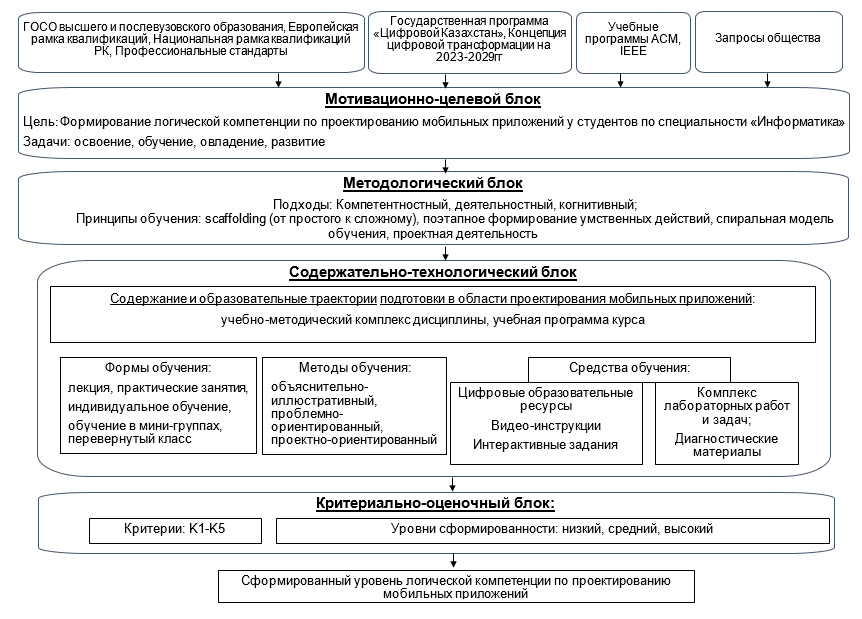 ГОСО высшего и послевузовского образования, Европейская
рамка квалификаций, Национальная рамка квалификаций
РК, Профессиональные стандарты
Государственная программа
«Цифровой Казахстан», Концепция
цифровой трансформации на
2023-2029гг
Учебные
программы АСМ,
IEEE
Запросы общества
Мотивационно-целевой блок
Цель: Формирование логической компетенции по проектированию мобильных приложений у студентов по специальности «Информатика»
Задачи: освоение, обучение, овладение, развитие
Методологический блок
Подходы: Компетентностный, деятельностный, когнитивный;
Принципы обучения: scaffolding (от простого к сложному), поэтапное формирование умственных действий, спиральная модель
обучения, проектная деятельность
Содержательно-технологический блок
Содержание и образовательные траектории подготовки в области проектирования мобильных приложений:
учебно-методический комплекс дисциплины, учебная программа курса
Формы обучения:
лекция, практические занятия,
индивидуальное обучение,
обучение в мини-группах,
перевернутый класс
Методы обучения:
объяснительно-
иллюстративный,
проблемно-
ориентированный,
проектно-ориентированный
Средства обучения:
Цифровые образовательные
ресурсы
Видео-инструкции
Интерактивные задания
Комплекс
лабораторных работ
и задач;
Диагностические
материалы
Критериально-оценочный блок:
Критерии: К1-К5
Уровни сформированности: низкий, средний, высокий
Сформированный уровень логической компетенции по проектированию
мобильных приложений